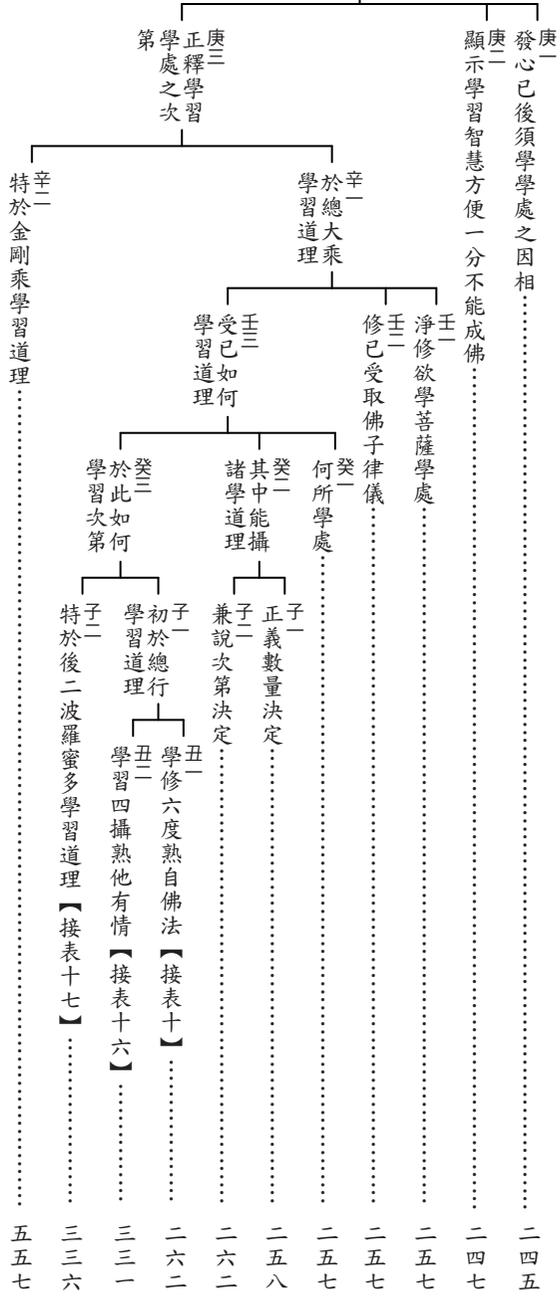 庚一 發心已後須學學處之因相 二四五
庚二 顯示學習智慧方便一分不能成佛 二四七
庚三 正釋學習學處之次第
辛一 於總大乘學習道理
壬一 淨修欲學菩薩學處 二五七
壬二 修已受取佛子律儀 二五七
壬三 受已如何學習道理
癸一 何所學處 二五七
癸二 其中能攝諸學道理
子一 正義數量決定 二五八
子二 兼說次第決定 二六二
癸三 於此如何學習次第
子一 初於總行學習道理
丑一 學修六度熟自佛法【接表十】 二六二
丑二 學習四攝熟他有情【接表十六】 三三一
子二 特於後二波羅蜜多學習道理【接表十七】 三三六
辛二 特於金剛乘學習道理 五五七